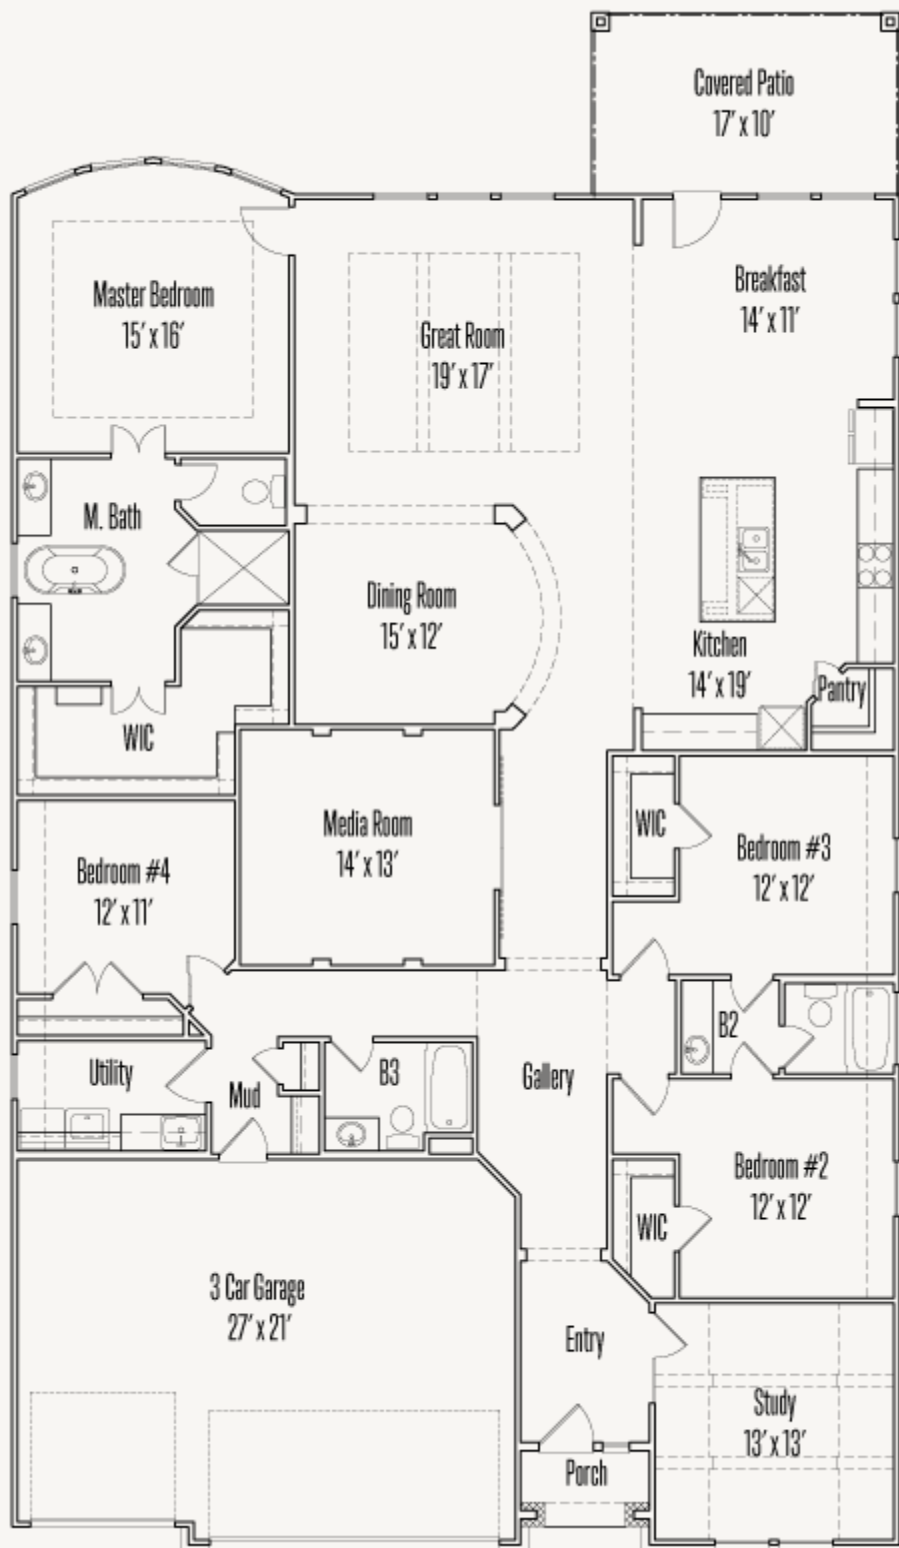 Covered Patio
17' x 10'
Master Bedroom
15' x 16'
Great Room
19' x 17'
Breakfast
14' x 11'
M. Bath
Dining Room
15' x 12'
Kitchen
14' x 19'
Pantry
WIC
Media Room
14' x 13'
WIC
Bedroom #3
12' x 12'
Bedroom #4
12' x 11'
B2
Utility
Mud
B3
Gallery
Bedroom #2
12' x 12'
WIC
3 Car Garage
27' x 21'
Entry
Study
13' x 13'
Porch